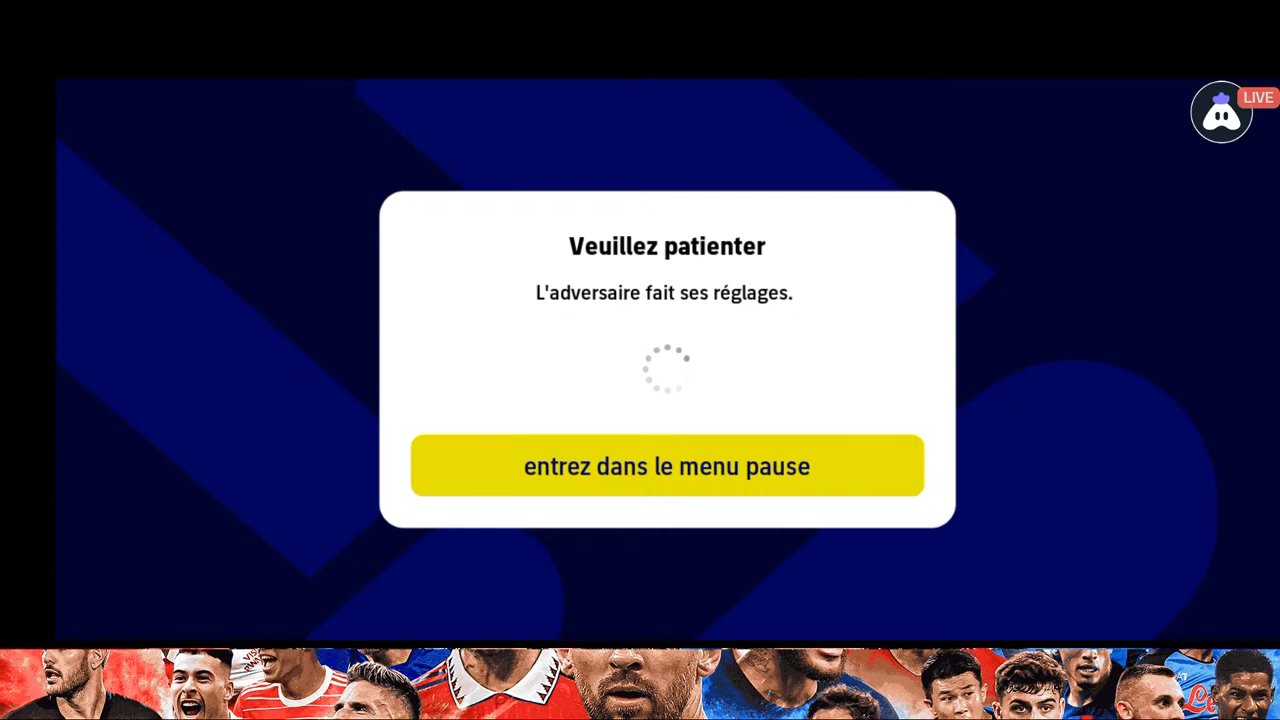 LIVE
Veuillez patienter
L'adversaire fait ses réglages.
entrez dans le menu pause